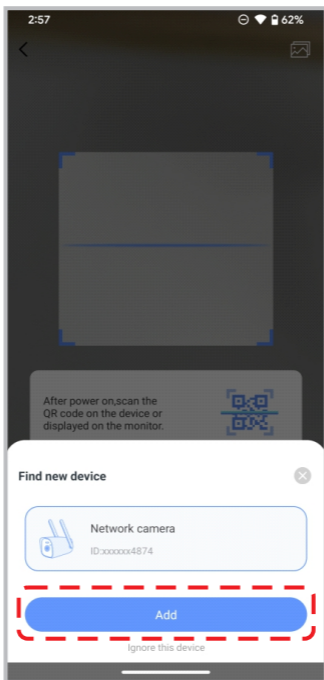 2:57
62%
After power on,scan the
QR code on the device or
displayed on the monitor.
Find new device
Network camera
ID:xxxxxx4874
Add
Ignore this device